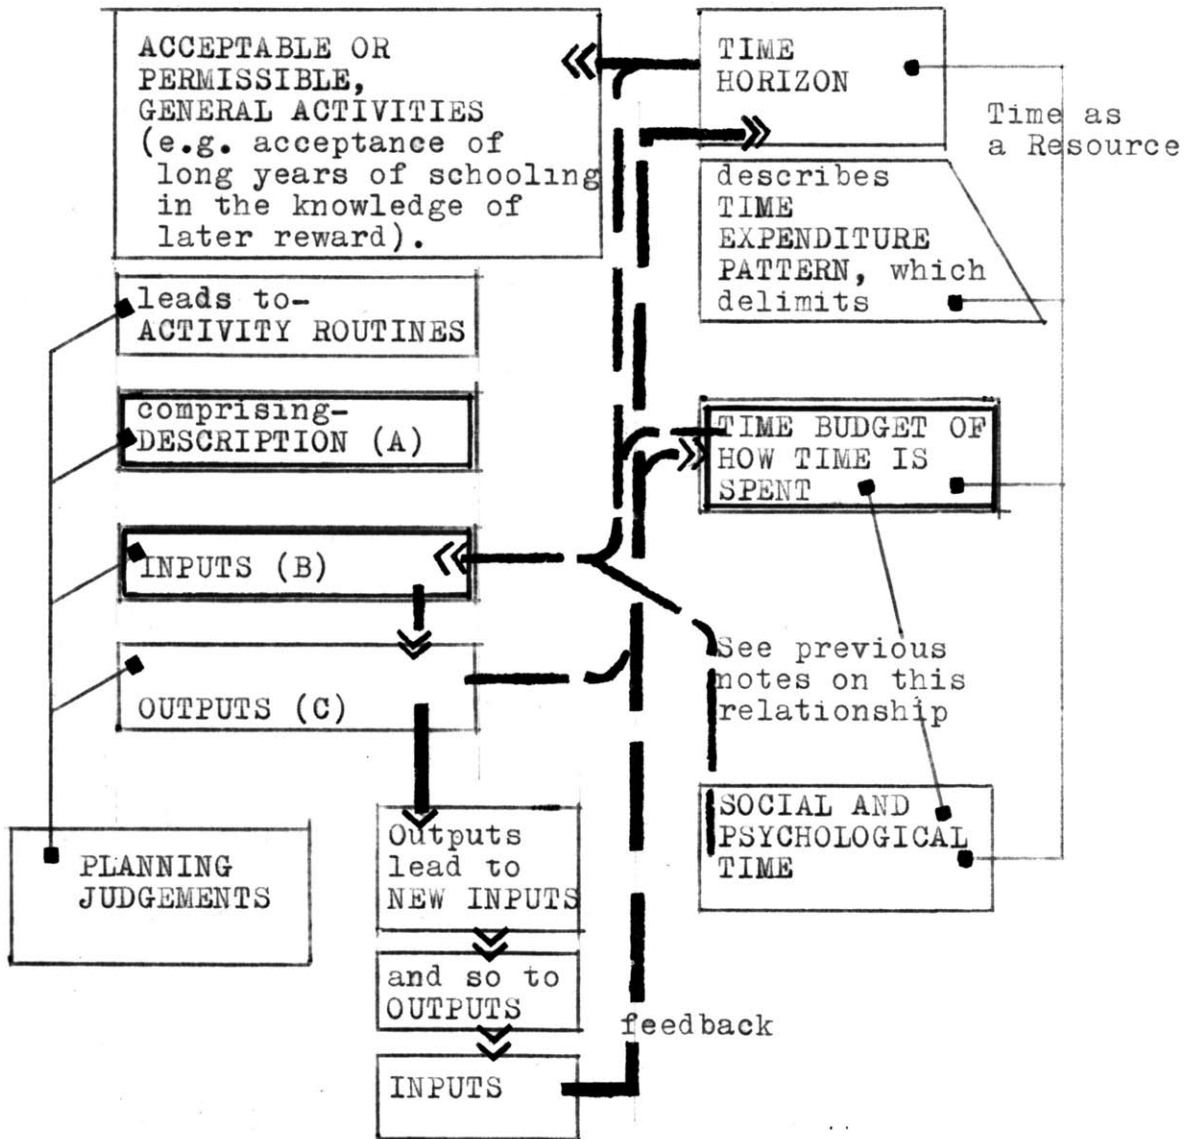 ACCEPTABLE OR
PERMISSIBLE,
GENERAL ACTIVITIES
(e.g. acceptance of
long years of schooling
in the knowledge of
later reward).
TIME
HORIZON
Time as
a Resource
describes
TIME
EXPENDITURE
PATTERN, which
delimits
leads to-
ACTIVITY ROUTINES
comprising-
DESCRIPTION (A)
TIME BUDGET OF
HOW TIME IS
SPENT
INPUTS (B)
OUTPUTS (C)
See previous
notes on this
relationship
SOCIAL AND
PSYCHOLOGICAL
TIME
PLANNING
JUDGEMENTS
Outputs
lead to
NEW INPUTS
and so to
OUTPUTS
feedback
INPUTS